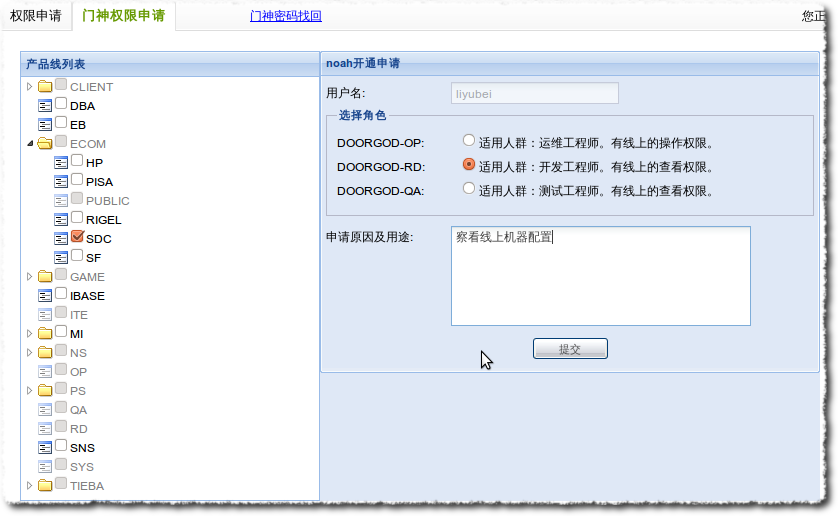 权限申请
门神权限申请
门神密码找回
您正
产品线列表
CLIENT
DBA
EB
ECOM
HP
PISA
PUBLIC
RIGEL
SDC
SF
GAME
IBASE
ITE
MI
NS
OP
PS
QA
RD
SNS
SYS
TIEBA
noah开通申请
用户名:
liyubei
选择角色
DOORGOD-OP:
适用人群：运维工程师。有线上的操作权限。
DOORGOD-RD:
适用人群：开发工程师。有线上的查看权限。
DOORGOD-QA:
适用人群：测试工程师。有线上的查看权限。
申请原因及用途:
察看线上机器配置
提交